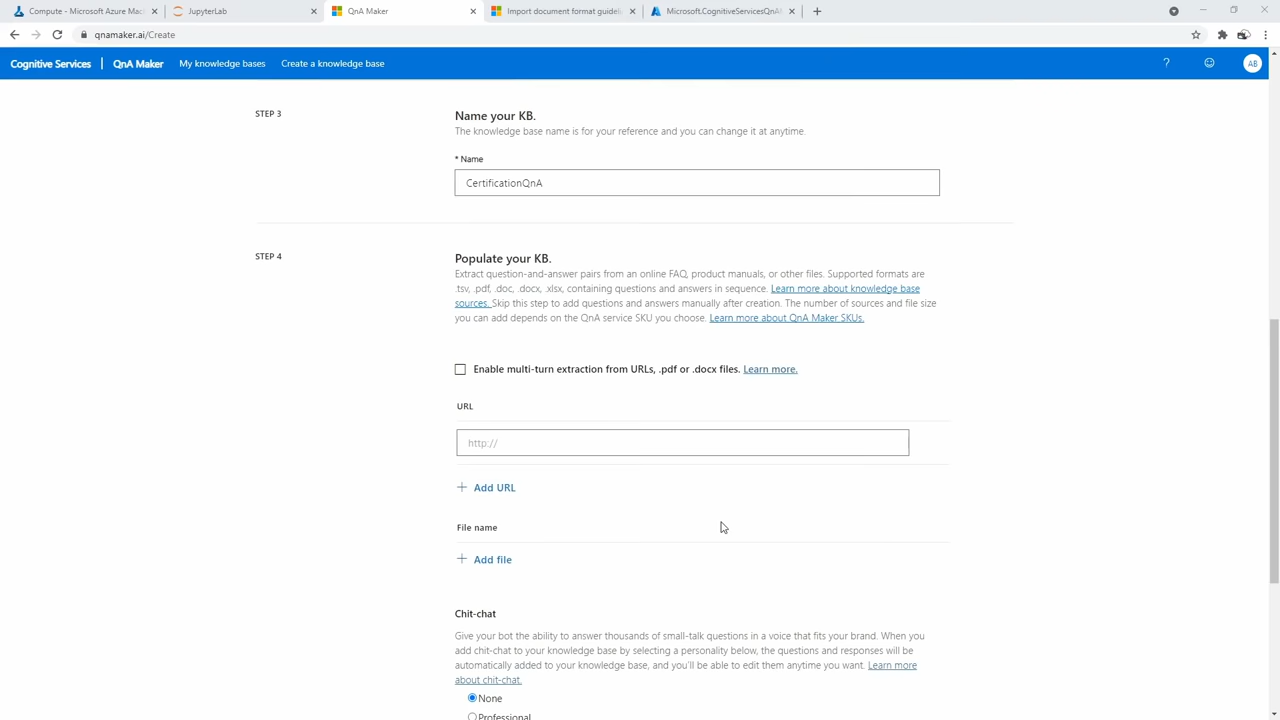 Compute - Microsoft Azure Mac
JupyterLab
QnA Maker
Import document format guideli
Microsoft.CognitiveServicesQnA
qnamaker.ai/Create
Cognitive Services | QnA Maker My knowledge bases Create a knowledge base ? AB
STEP 3
Name your KB.
The knowledge base name is for your reference and you can change it at anytime.
* Name
CertificationQnA
STEP 4
Populate your KB.
Extract question-and-answer pairs from an online FAQ, product manuals, or other files. Supported formats are
.tsv, .pdf, .doc, .docx, .xlsx, containing questions and answers in sequence. Learn more about knowledge base
sources. Skip this step to add questions and answers manually after creation. The number of sources and file size
you can add depends on the QnA service SKU you choose. Learn more about QnA Maker SKUs.
Enable multi-turn extraction from URLs, .pdf or .docx files. Learn more.
URL
http://
+ Add URL
File name
+ Add file
Chit-chat
Give your bot the ability to answer thousands of small-talk questions in a voice that fits your brand. When you
add chit-chat to your knowledge base by selecting a personality below, the questions and responses will be
automatically added to your knowledge base, and you'll be able to edit them anytime you want. Learn more
about chit-chat.
None
Professional